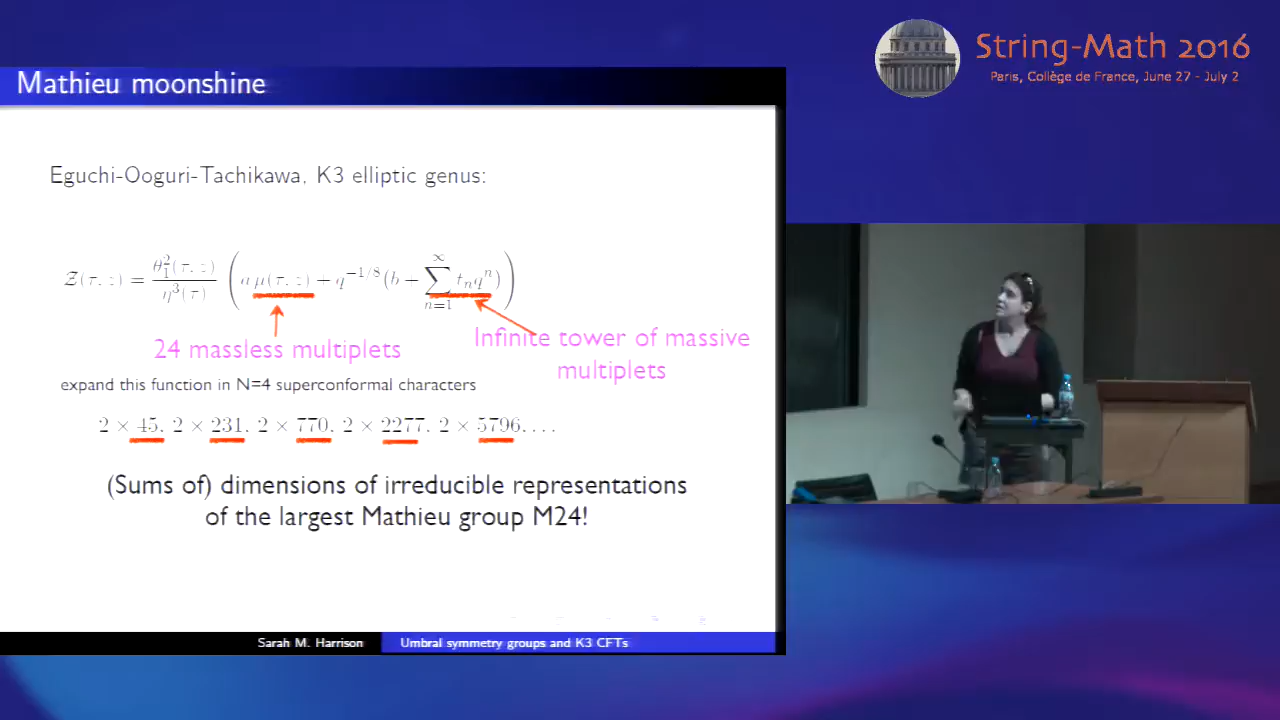 String-Math 2016
Paris, Collège de France, June 27 - July 2
Mathieu moonshine
Eguchi-Ooguri-Tachikawa, K3 elliptic genus:
Z(τ, z) = θ₁²(τ, z) / η³(τ) ( a μ(τ, z) + q^{-1/8} (b + ∑_{n=1}^{∞} t_n q^n) )
24 massless multiplets
Infinite tower of massive
multiplets
expand this function in N=4 superconformal characters
2 × 45, 2 × 231, 2 × 770, 2 × 2277, 2 × 5796, ....
(Sums of) dimensions of irreducible representations
of the largest Mathieu group M24!
Sarah M. Harrison
Umbral symmetry groups and K3 CFTs